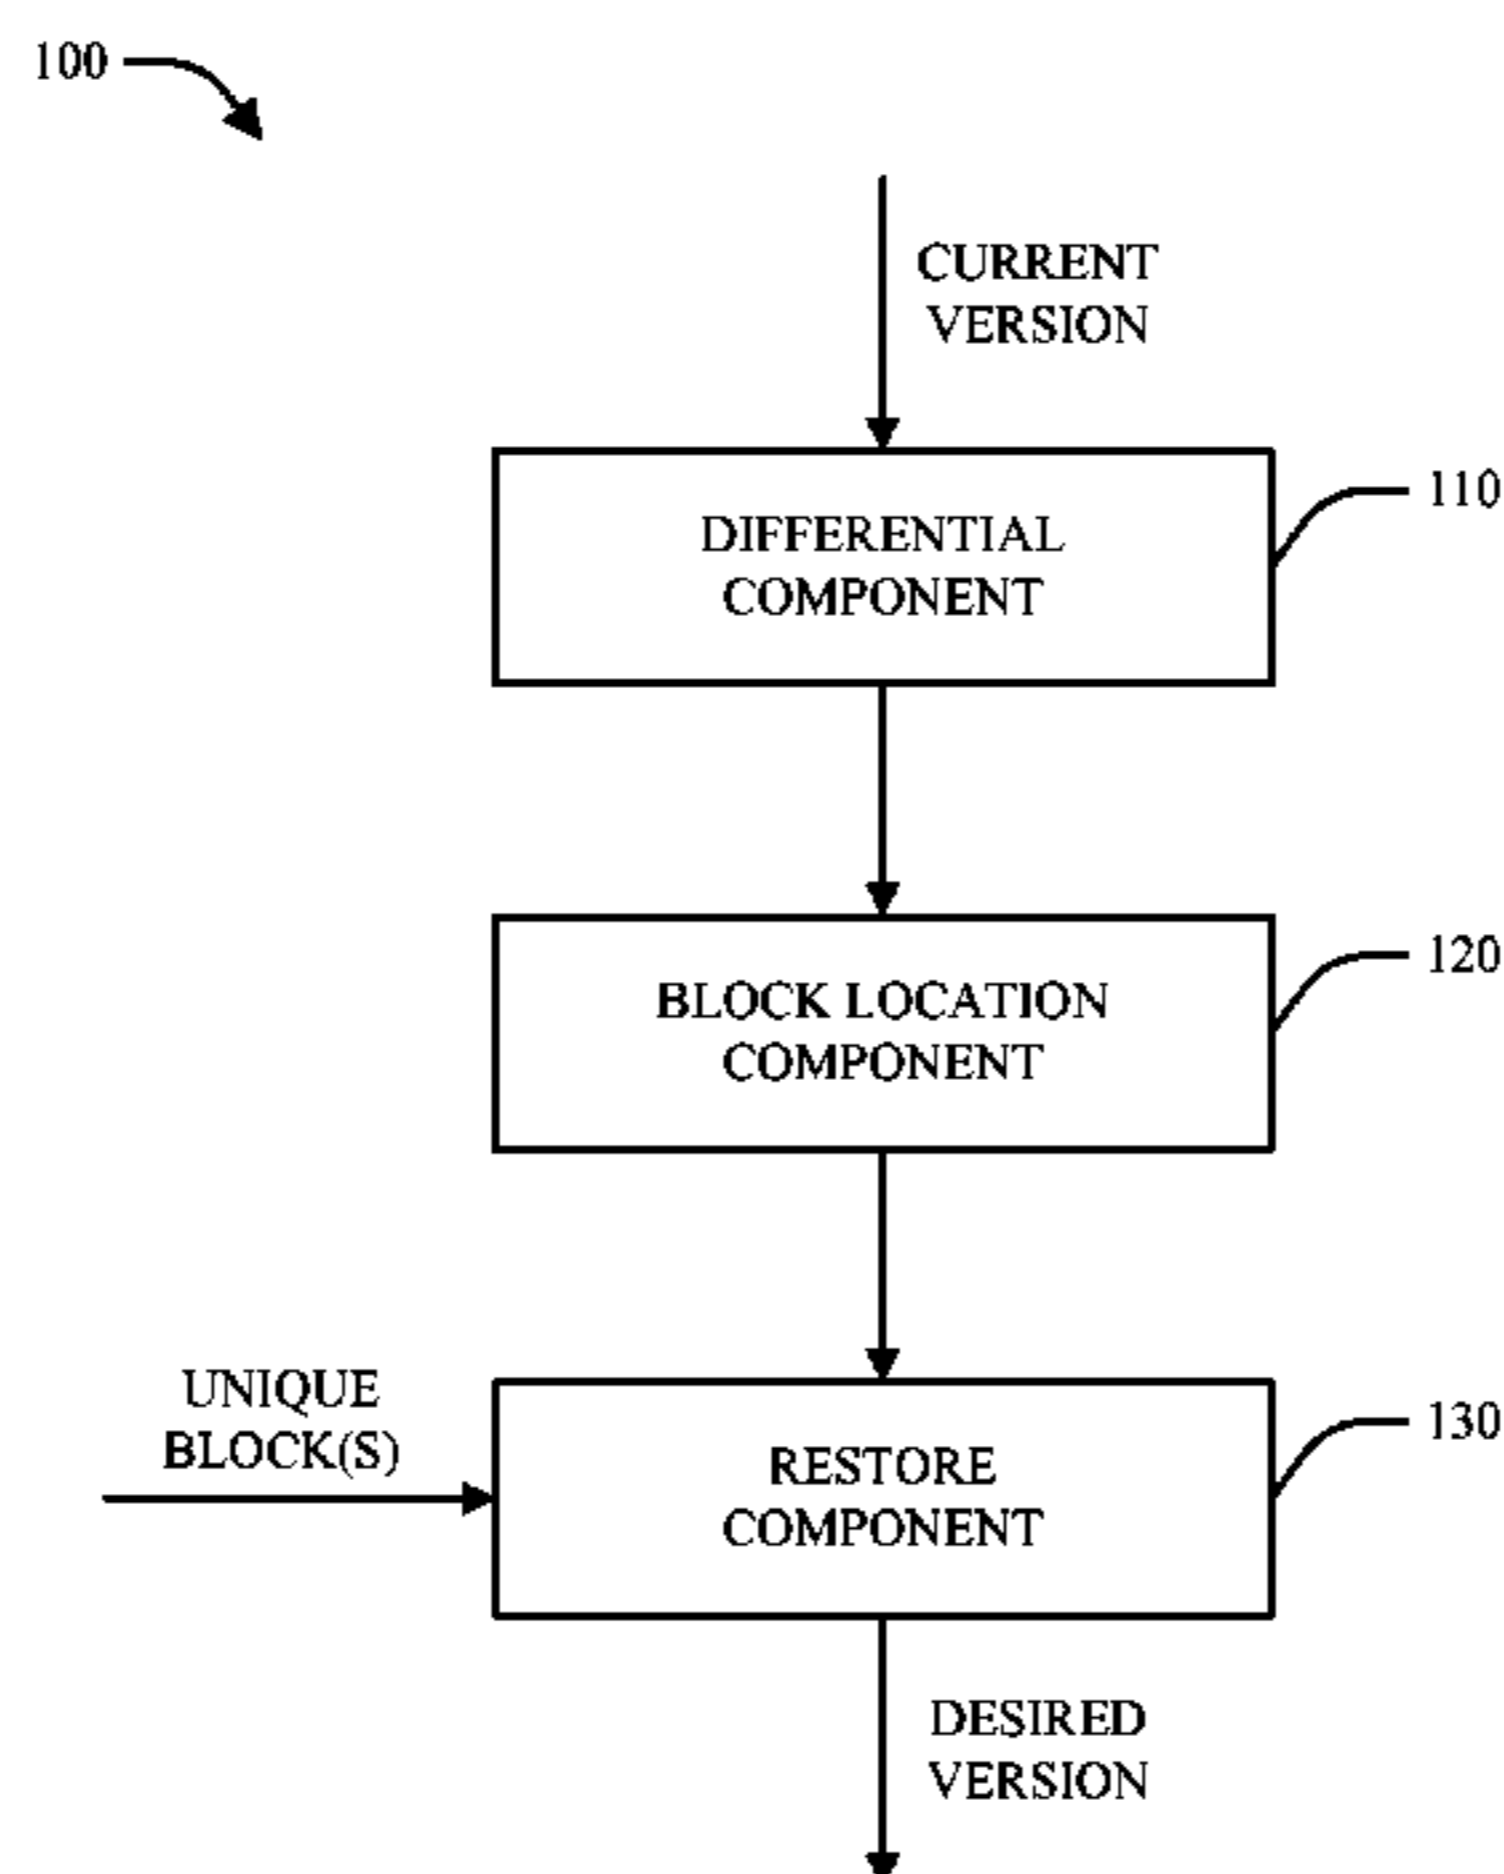 100
CURRENT
VERSION
110
DIFFERENTIAL
COMPONENT
120
BLOCK LOCATION
COMPONENT
UNIQUE
BLOCK(S)
130
RESTORE
COMPONENT
DESIRED
VERSION